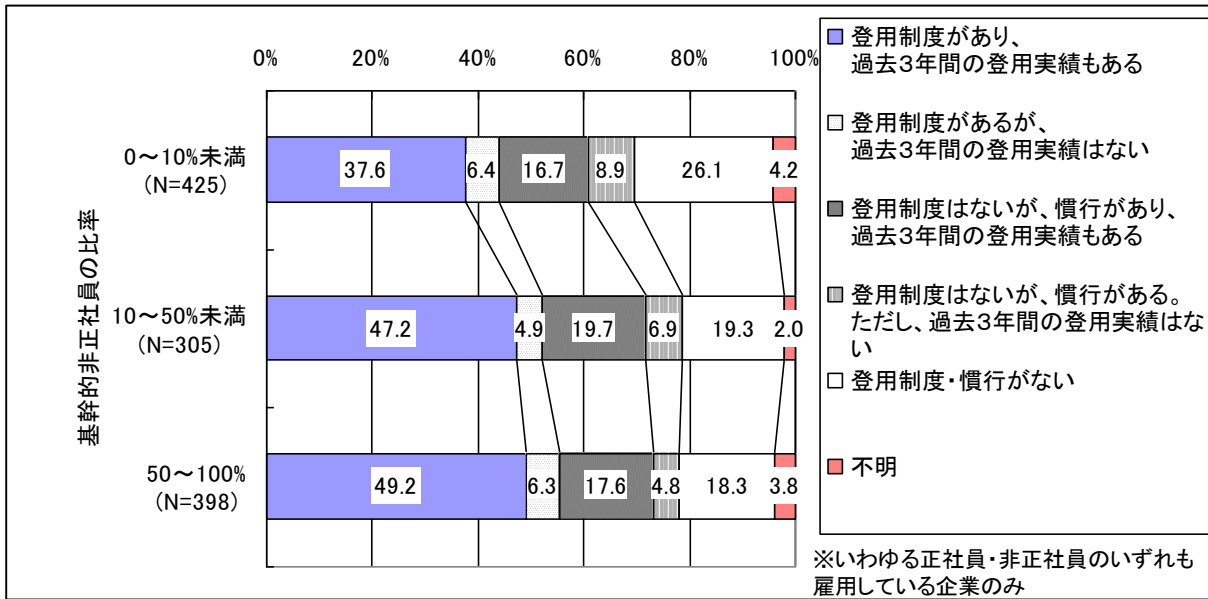 0%
20%
40%
60%
80%
100%
基幹的非正社員の比率
0～10%未満
(N=425)
37.6
6.4
16.7
8.9
26.1
4.2
10～50%未満
(N=305)
47.2
4.9
19.7
6.9
19.3
2.0
50～100%
(N=398)
49.2
6.3
17.6
4.8
18.3
3.8
登用制度があり、
過去3年間の登用実績もある
登用制度があるが、
過去3年間の登用実績はない
登用制度はないが、慣行があり、
過去3年間の登用実績もある
登用制度はないが、慣行がある。
ただし、過去3年間の登用実績はな
い
登用制度・慣行がない
不明
※いわゆる正社員・非正社員のいずれも
雇用している企業のみ